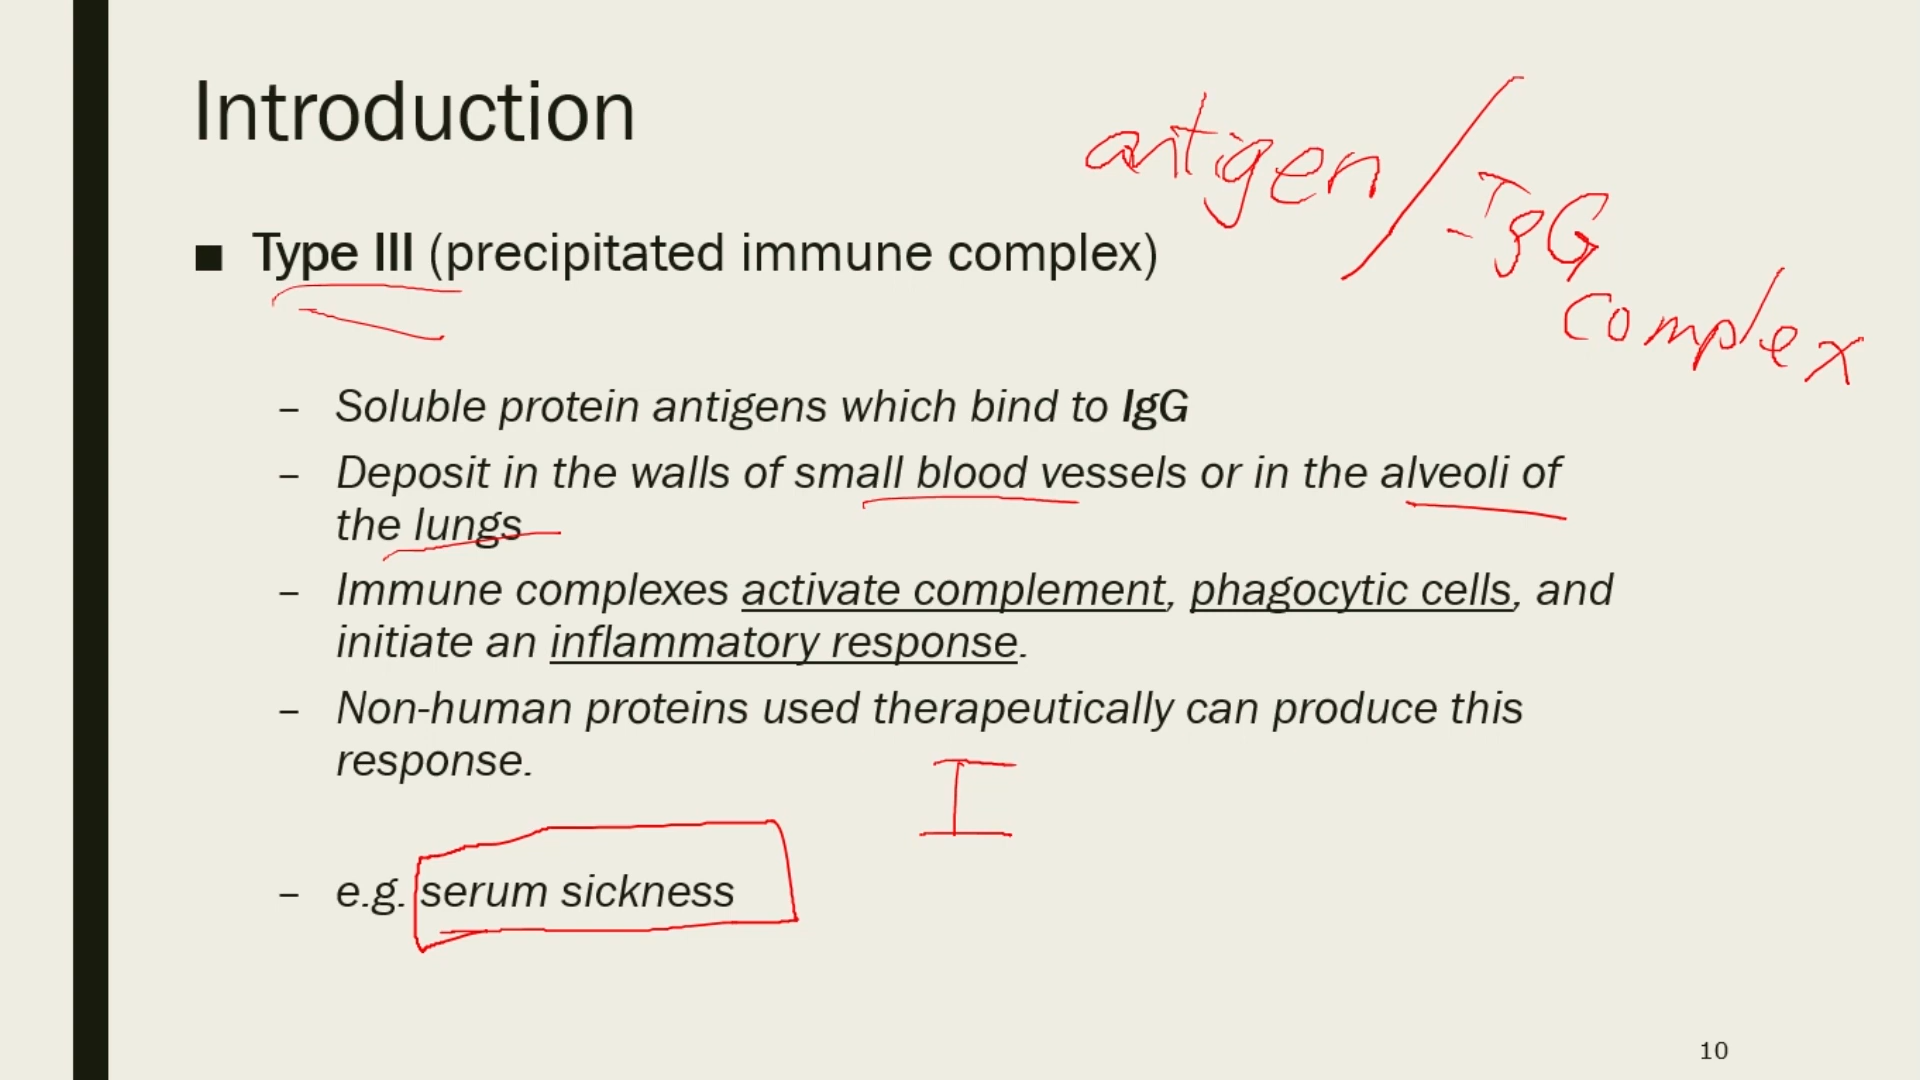 Introduction
antigen/IgG
complex
■ Type III (precipitated immune complex)
– Soluble protein antigens which bind to IgG
– Deposit in the walls of small blood vessels or in the alveoli of
the lungs
– Immune complexes activate complement, phagocytic cells, and
initiate an inflammatory response.
– Non-human proteins used therapeutically can produce this
response.
I
– e.g. serum sickness
10